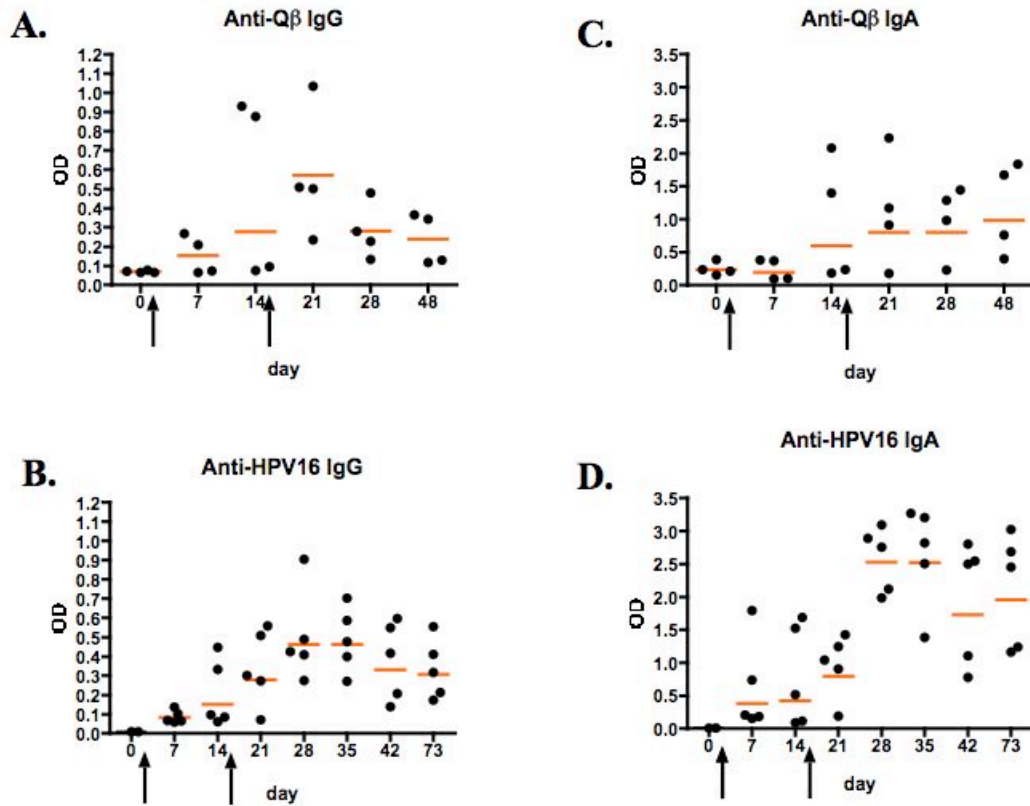 A.
Anti-Qβ IgG
1.2
1.1
1.0
0.9
0.8
0.7
0.6
0.5
0.4
0.3
0.2
0.1
0.0
OD
0 7 14 21 28 48
day
C.
Anti-Qβ IgA
3.5
3.0
2.5
2.0
1.5
1.0
0.5
0.0
OD
0 7 14 21 28 48
day
B.
Anti-HPV16 IgG
1.2
1.1
1.0
0.9
0.8
0.7
0.6
0.5
0.4
0.3
0.2
0.1
0.0
OD
0 7 14 21 28 35 42 73
day
D.
Anti-HPV16 IgA
3.5
3.0
2.5
2.0
1.5
1.0
0.5
0.0
OD
0 7 14 21 28 35 42 73
day